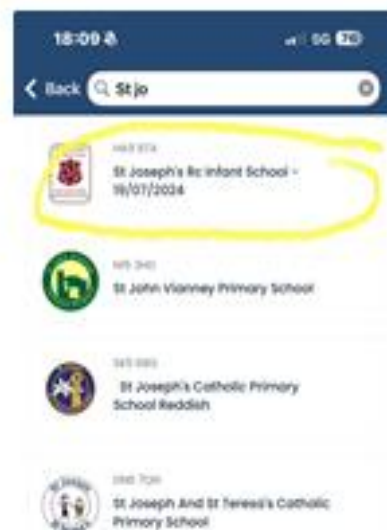 18:09
5G 76
Back
St jo
St Joseph's Rc Infant School -
19/07/2024
St John Vianney Primary School
St Joseph's Catholic Primary
School Reddish
St Joseph And St Teresa's Catholic
Primary School